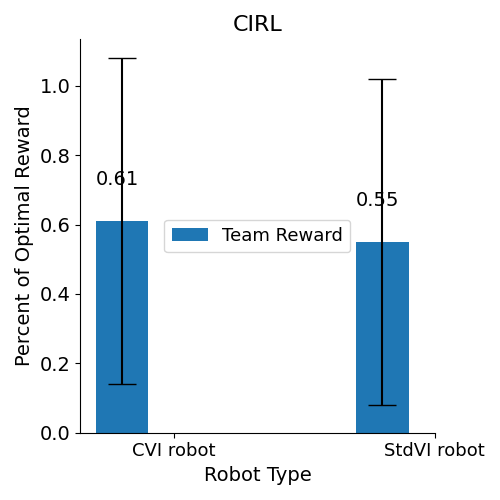 CIRL
Percent of Optimal Reward
1.0
0.8
0.6
0.4
0.2
0.0
0.61
0.55
Team Reward
CVI robot
StdVI robot
Robot Type